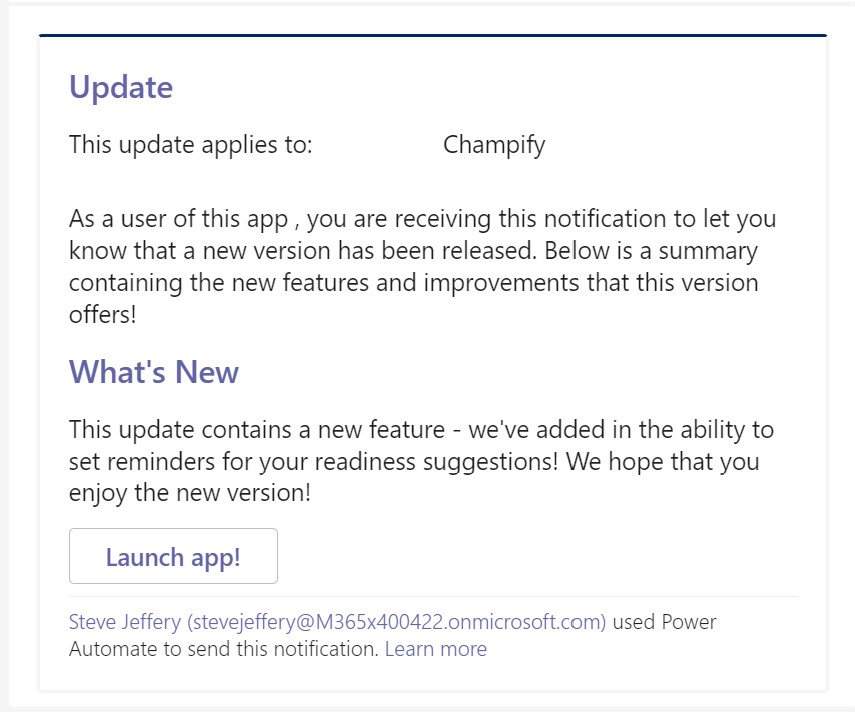 Update
This update applies to: Champify
As a user of this app , you are receiving this notification to let you
know that a new version has been released. Below is a summary
containing the new features and improvements that this version
offers!
What's New
This update contains a new feature - we've added in the ability to
set reminders for your readiness suggestions! We hope that you
enjoy the new version!
Launch app!
Steve Jeffery (stevejeffery@M365x400422.onmicrosoft.com) used Power
Automate to send this notification. Learn more